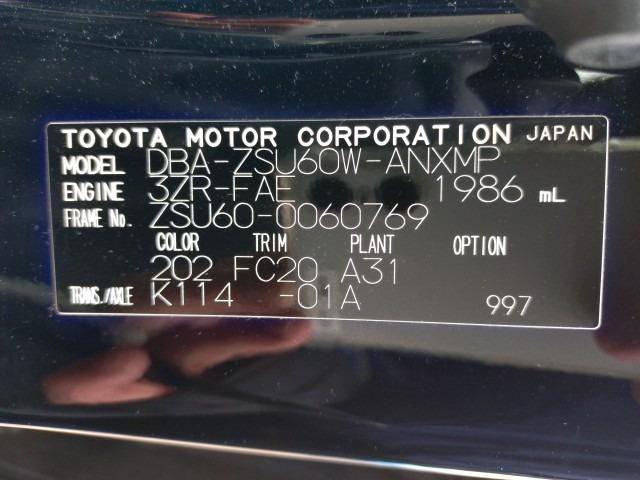 TOYOTA MOTOR CORPORATION JAPAN
MODEL DBA-ZSU60W-ANXMP
ENGINE 3ZR-FAE 1986 mL
FRAME No. ZSU60-0060769
COLOR TRIM PLANT OPTION
202 FC20 A31
TRANS./AXLE K114 -01A 997